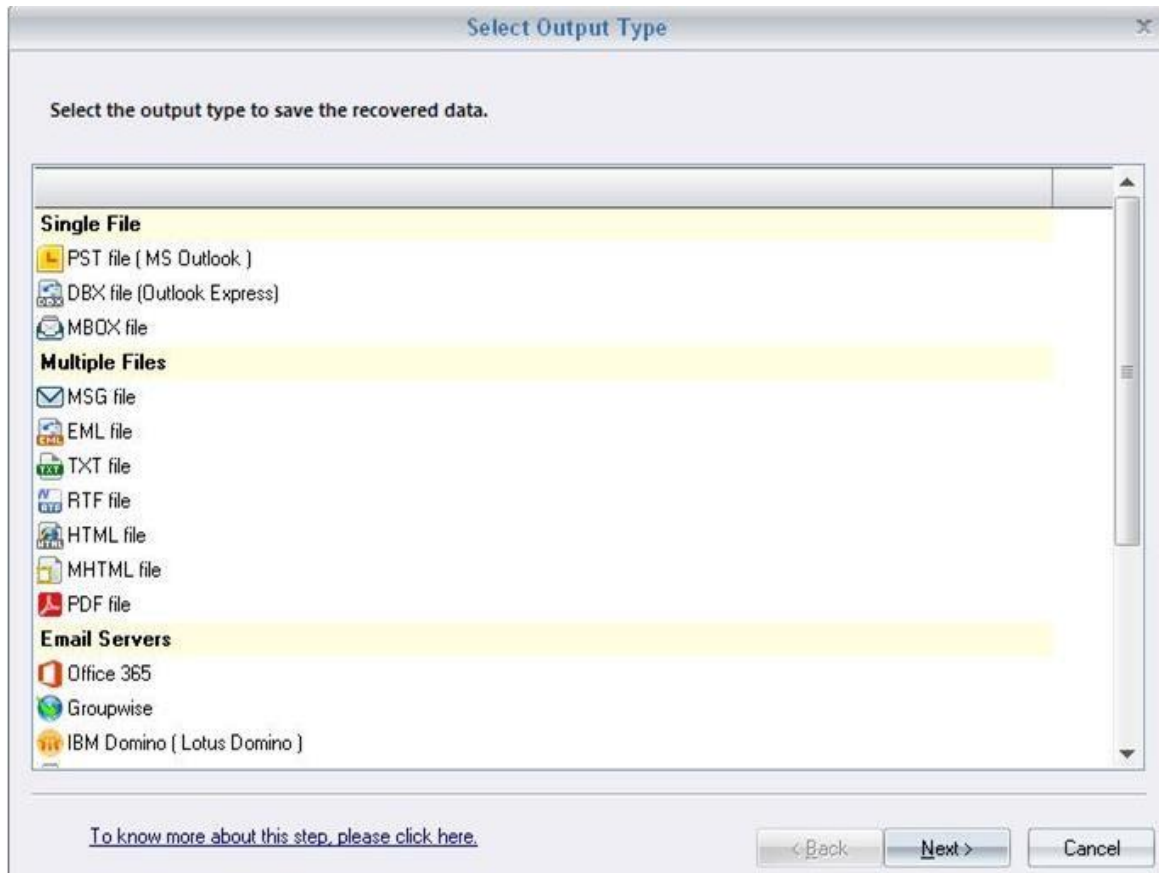 Select Output Type
Select the output type to save the recovered data.
Single File
PST file ( MS Outlook )
DBX file (Outlook Express)
MBOX file
Multiple Files
MSG file
EML file
TXT file
RTF file
HTML file
MHTML file
PDF file
Email Servers
Office 365
Groupwise
IBM Domino ( Lotus Domino )
To know more about this step, please click here.
< Back
Next >
Cancel